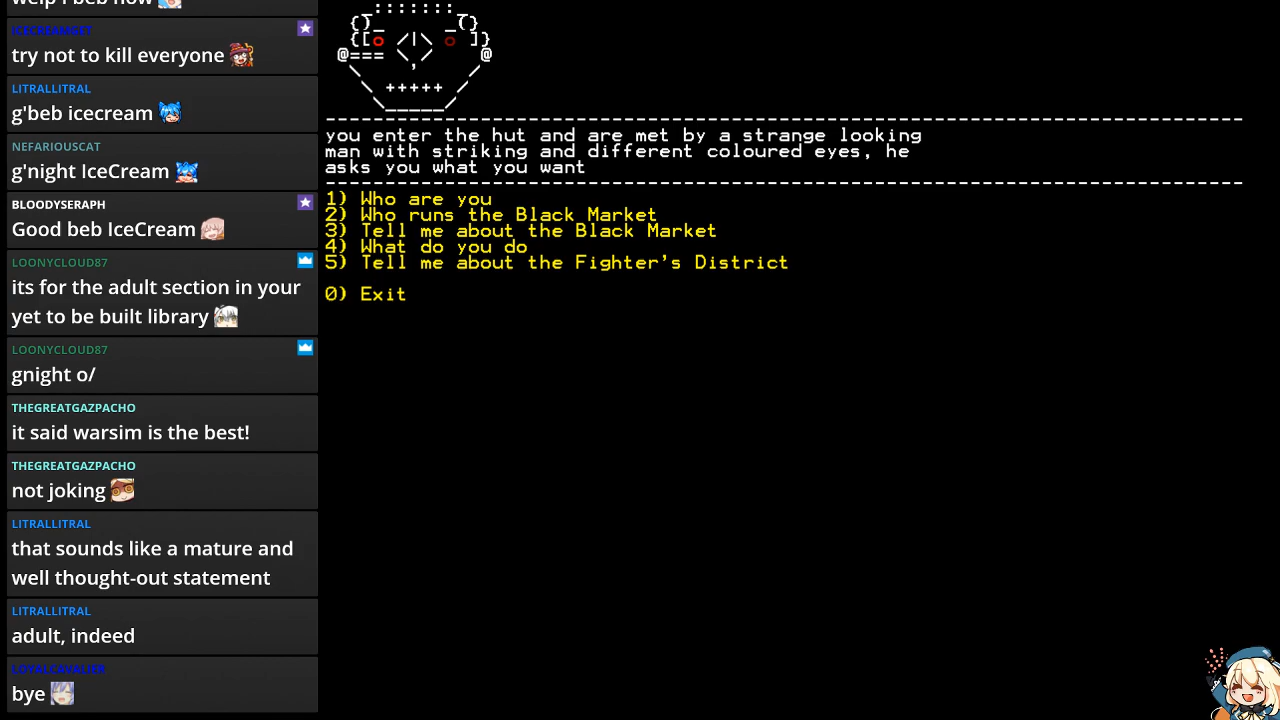 welp i beb now
ICECREAMGET
try not to kill everyone
LITRALLITRAL
g'beb icecream
NEFARIOUSCAT
g'night IceCream
BLOODYSERAPH
Good beb IceCream
LOONYCLOUD87
its for the adult section in your
yet to be built library
LOONYCLOUD87
gnight o/
THEGREATGAZPACHO
it said warsim is the best!
THEGREATGAZPACHO
not joking
LITRALLITRAL
that sounds like a mature and
well thought-out statement
LITRALLITRAL
adult, indeed
LOYALCAVALIER
bye
you enter the hut and are met by a strange looking
man with striking and different coloured eyes, he
asks you what you want
1) Who are you
2) Who runs the Black Market
3) Tell me about the Black Market
4) What do you do
5) Tell me about the Fighter's District
0) Exit